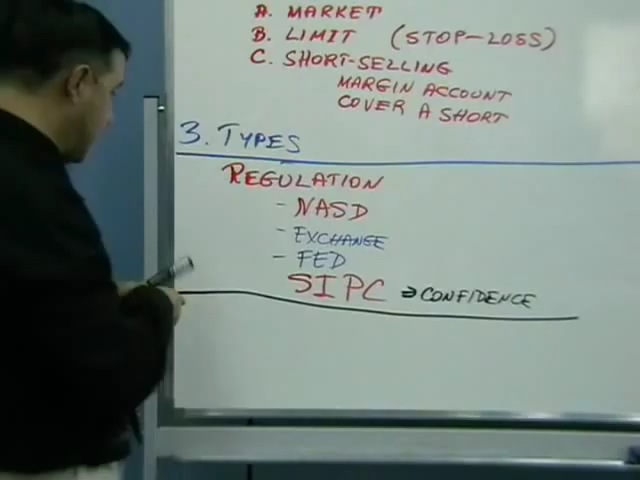 A. MARKET
B. LIMIT (STOP-LOSS)
C. SHORT-SELLING
MARGIN ACCOUNT
COVER A SHORT
3. TYPES
REGULATION
- NASD
- EXCHANGE
- FED
SIPC ⇒ CONFIDENCE